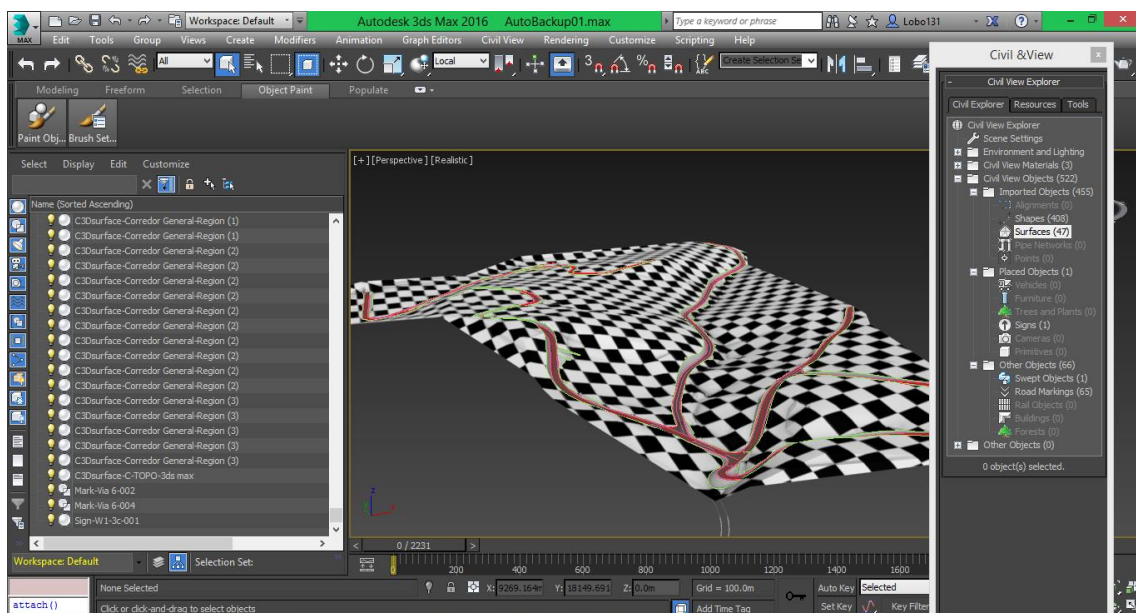 Workspace: Default
Autodesk 3ds Max 2016 AutoBackup01.max
Type a keyword or phrase
Lobo131
MAX
Edit Tools Group Views Create Modifiers Animation Graph Editors Civil View Rendering Customize Scripting Help
All
Local
Create Selection Se
Modeling Freeform Selection Object Paint Populate
Paint Obj... Brush Set...
Select Display Edit Customize
Name (Sorted Ascending)
C3Dsurface-Corredor General-Region (1)
C3Dsurface-Corredor General-Region (1)
C3Dsurface-Corredor General-Region (2)
C3Dsurface-Corredor General-Region (2)
C3Dsurface-Corredor General-Region (2)
C3Dsurface-Corredor General-Region (2)
C3Dsurface-Corredor General-Region (2)
C3Dsurface-Corredor General-Region (2)
C3Dsurface-Corredor General-Region (2)
C3Dsurface-Corredor General-Region (2)
C3Dsurface-Corredor General-Region (2)
C3Dsurface-Corredor General-Region (2)
C3Dsurface-Corredor General-Region (3)
C3Dsurface-Corredor General-Region (3)
C3Dsurface-Corredor General-Region (3)
C3Dsurface-Corredor General-Region (3)
C3Dsurface-Corredor General-Region (3)
C3Dsurface-C-TOPO-3ds max
Mark-Via 6-002
Mark-Via 6-004
Sign-W1-3c-001
[+] [Perspective] [Realistic]
Civil &View
Civil View Explorer
Civil Explorer Resources Tools
Civil View Explorer
Scene Settings
Environment and Lighting
Civil View Materials (3)
Civil View Objects (522)
Imported Objects (455)
Alignments (0)
Shapes (408)
Surfaces (47)
Pipe Networks (0)
Points (0)
Placed Objects (1)
Vehicles (0)
Furniture (0)
Trees and Plants (0)
Signs (1)
Cameras (0)
Primitives (0)
Other Objects (66)
Swept Objects (1)
Road Markings (65)
Rail Objects (0)
Buildings (0)
Forests (0)
Other Objects (0)
0 object(s) selected.
0 / 2231
Workspace: Default
Selection Set:
0 200 400 600 800 1000 1200 1400 1600
None Selected
X: 9269.164m Y: 18149.691 Z: 0.0m
Grid = 100.0m
Auto Key Selected
attach()
Click or click-and-drag to select objects
Add Time Tag
Set Key
Key Filter